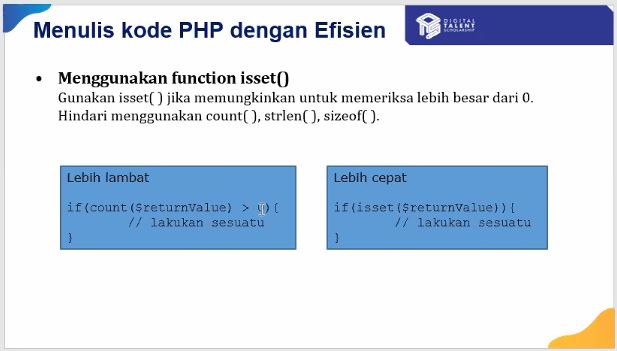 Menulis kode PHP dengan Efisien
DIGITAL
TALENT
SCHOLARSHIP
• Menggunakan function isset()
Gunakan isset( ) jika memungkinkan untuk memeriksa lebih besar dari 0.
Hindari menggunakan count( ), strlen( ), sizeof( ).
Lebih lambat
if(count($returnValue) > 0){
// lakukan sesuatu
}
Lebih cepat
if(isset($returnValue)){
// lakukan sesuatu
}